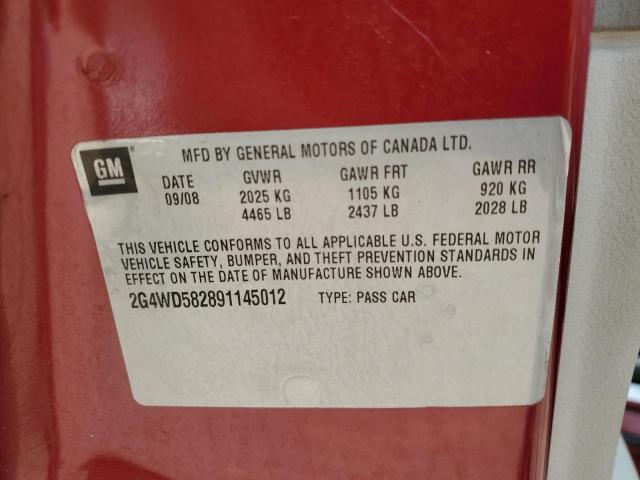 GM
MFD BY GENERAL MOTORS OF CANADA LTD.
DATE GVWR GAWR FRT GAWR RR
09/08 2025 KG 1105 KG 920 KG
4465 LB 2437 LB 2028 LB
THIS VEHICLE CONFORMS TO ALL APPLICABLE U.S. FEDERAL MOTOR
VEHICLE SAFETY, BUMPER, AND THEFT PREVENTION STANDARDS IN
EFFECT ON THE DATE OF MANUFACTURE SHOWN ABOVE.
2G4WD582891145012 TYPE: PASS CAR